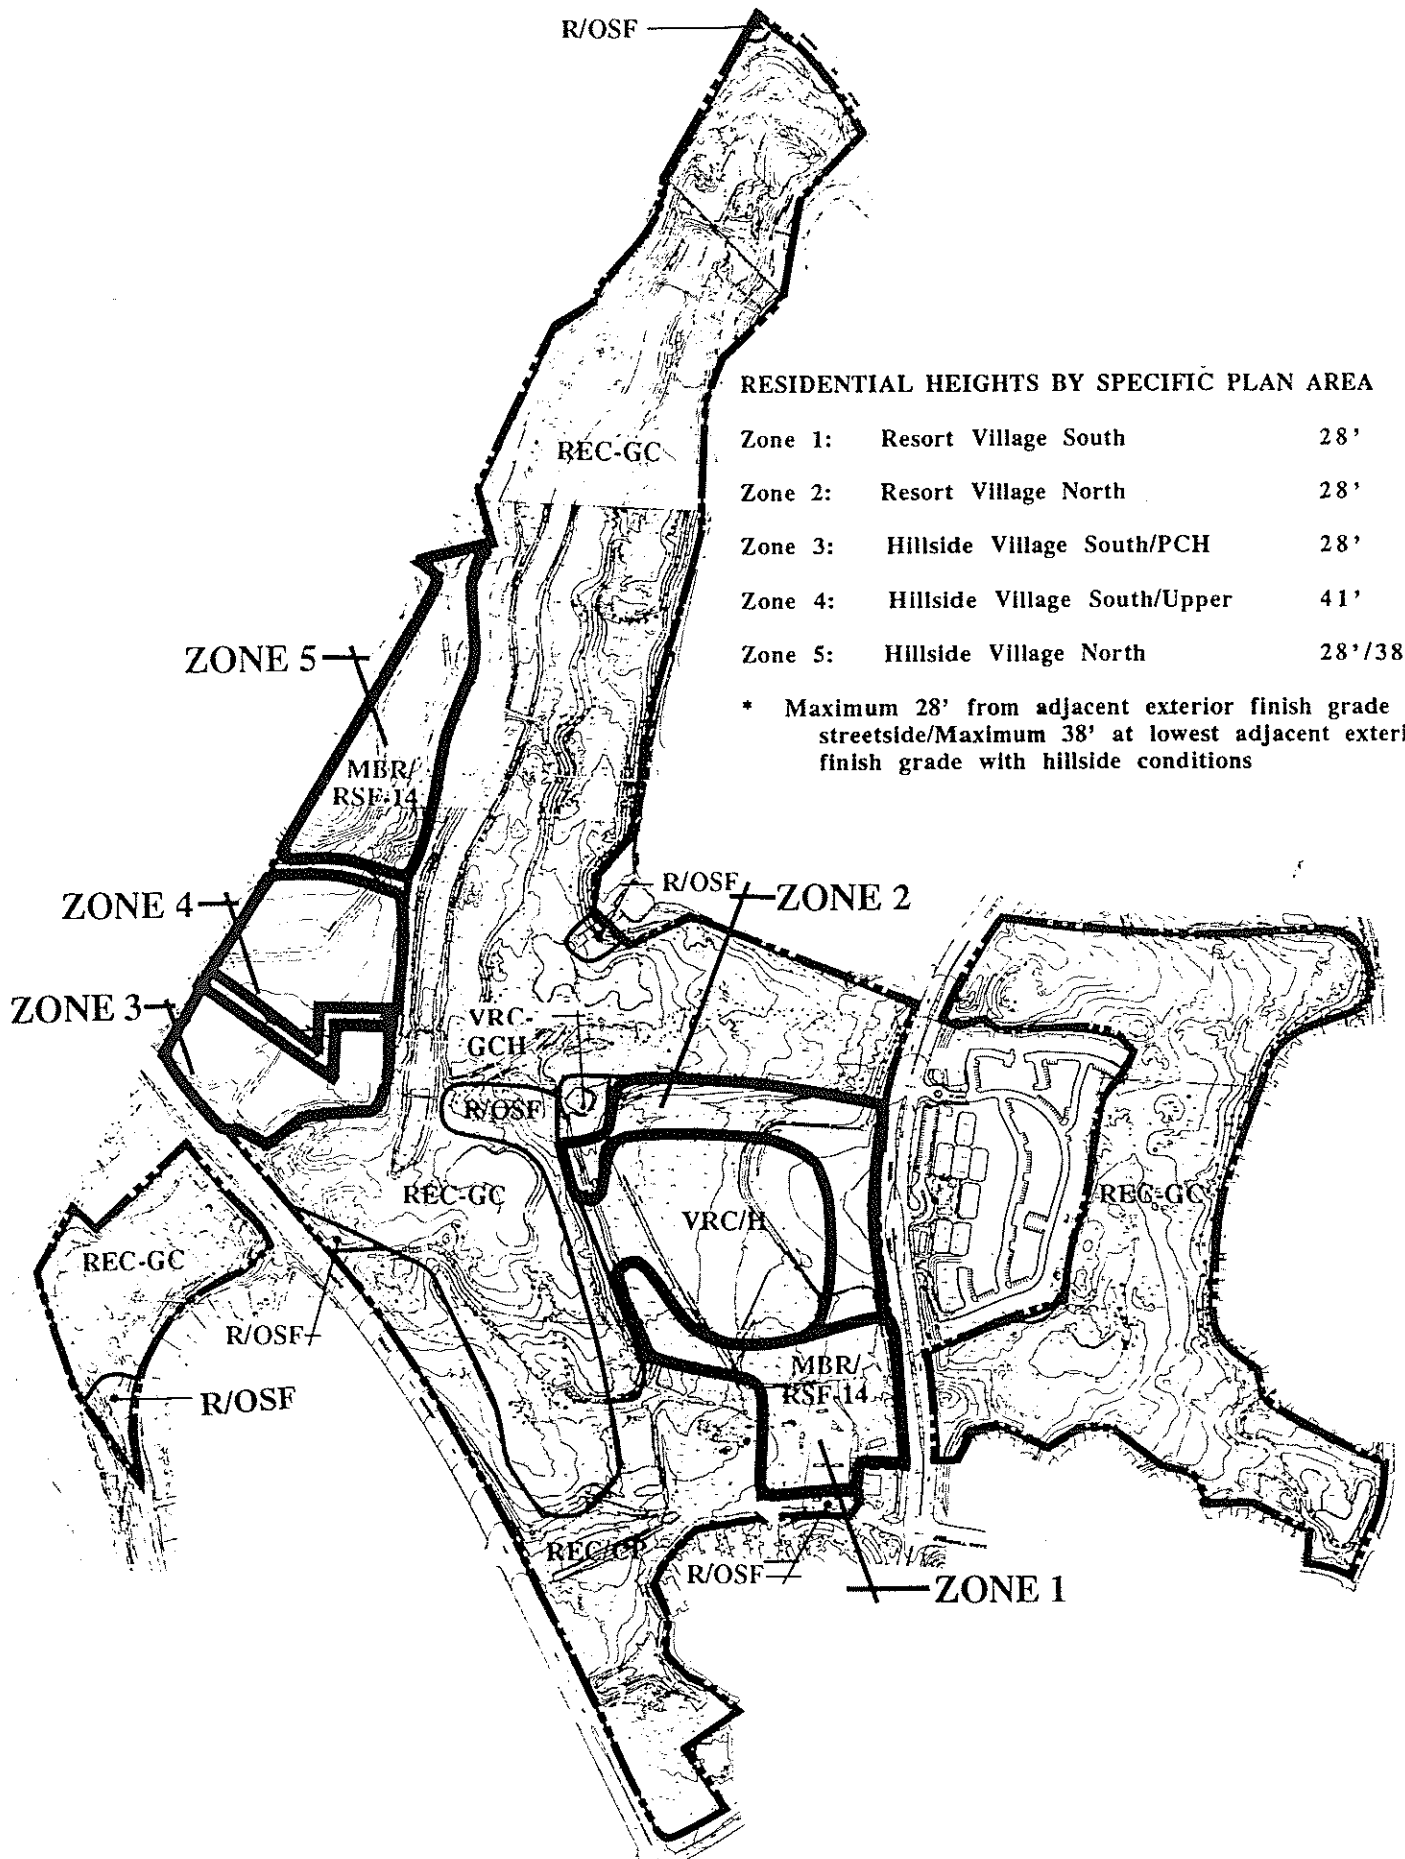 R/OSF
RESIDENTIAL HEIGHTS BY SPECIFIC PLAN AREA
Zone 1: Resort Village South 28'
Zone 2: Resort Village North 28'
Zone 3: Hillside Village South/PCH 28'
Zone 4: Hillside Village South/Upper 41'
Zone 5: Hillside Village North 28'/38
* Maximum 28' from adjacent exterior finish grade
streetside/Maximum 38' at lowest adjacent exteri
finish grade with hillside conditions
REC-GC
ZONE 5
MBR/
RSF-14
ZONE 4
R/OSF
ZONE 2
ZONE 3
VRC-
GCH
R/OSF
REC-GC
VRC/H
REC-GC
REC-GC
R/OSF
R/OSF
MBR/
RSF-14
REC/CP
R/OSF
ZONE 1